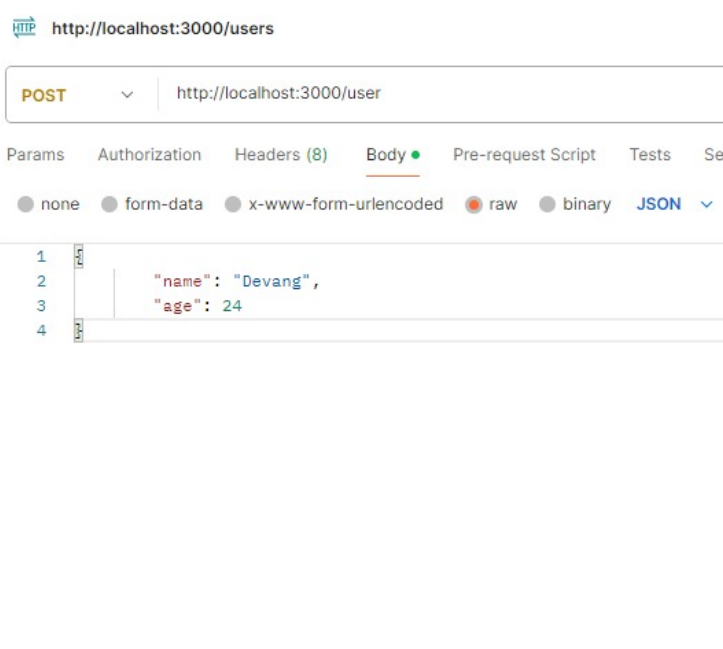 HTTP http://localhost:3000/users
POST http://localhost:3000/user
Params Authorization Headers (8) Body Pre-request Script Tests Se
none form-data x-www-form-urlencoded raw binary JSON
1 {
2 "name": "Devang",
3 "age": 24
4 }